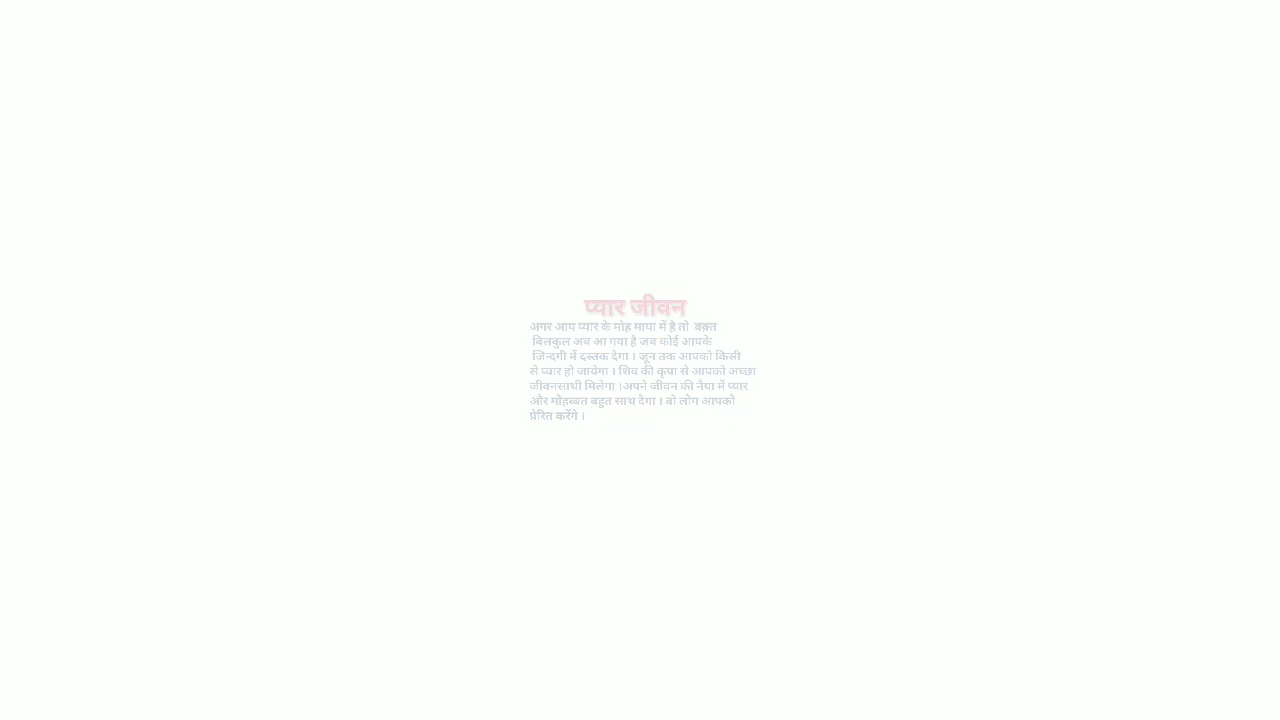 प्यार जीवन
अगर आप प्यार के मोह माया में है तो वक़्त
बिलकुल अब आ गया है जब कोई आपके
जिन्दगी में दस्तक देगा । जून तक आपको किसी
से प्यार हो जायेगा । शिव की कृपा से आपको अच्छा
जीवनसाथी मिलेगा ।अपने जीवन की नैया में प्यार
और मोहब्बत बहुत साथ देगा । वो लोग आपको
प्रेरित करेंगे ।